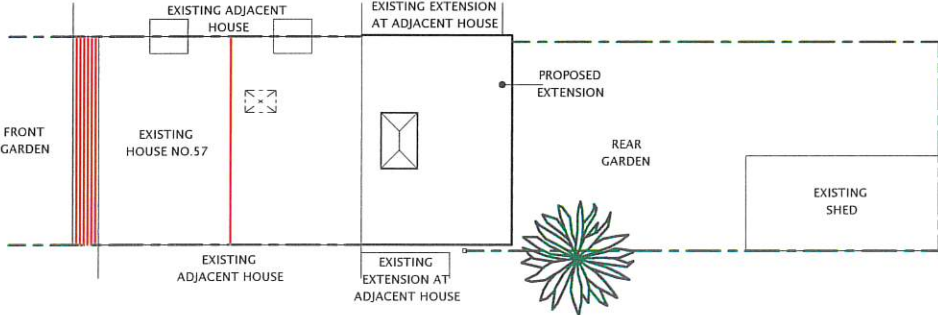 EXISTING ADJACENT
HOUSE
EXISTING EXTENSION
AT ADJACENT HOUSE
PROPOSED
EXTENSION
FRONT
GARDEN
EXISTING
HOUSE NO.57
REAR
GARDEN
EXISTING
SHED
EXISTING
ADJACENT HOUSE
EXISTING
EXTENSION AT
ADJACENT HOUSE